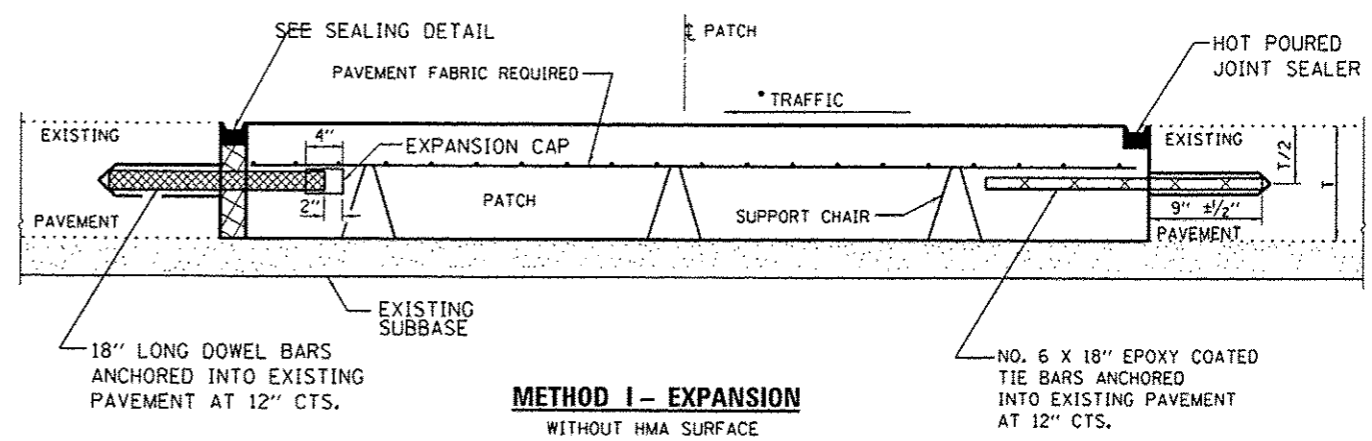 SEE SEALING DETAIL
PAVEMENT FABRIC REQUIRED
℄ PATCH
* TRAFFIC
HOT POURED
JOINT SEALER
EXISTING
4"
EXPANSION CAP
EXISTING
T/2
T
PATCH
2"
SUPPORT CHAIR
9" ±1/2"
PAVEMENT
PAVEMENT
EXISTING
SUBBASE
18" LONG DOWEL BARS
ANCHORED INTO EXISTING
PAVEMENT AT 12" CTS.
NO. 6 X 18" EPOXY COATED
TIE BARS ANCHORED
INTO EXISTING PAVEMENT
AT 12" CTS.
METHOD I - EXPANSION
WITHOUT HMA SURFACE